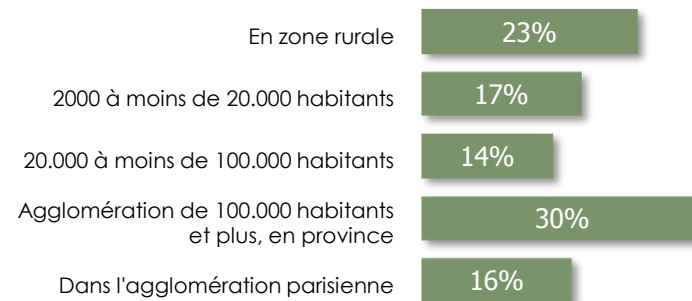 En zone rurale 23%
2000 à moins de 20.000 habitants 17%
20.000 à moins de 100.000 habitants 14%
Agglomération de 100.000 habitants
et plus, en province 30%
Dans l'agglomération parisienne 16%